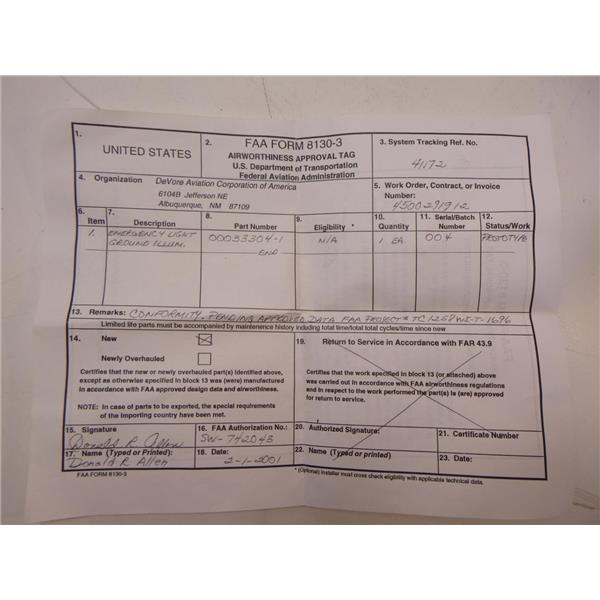 1.
UNITED STATES
2.
FAA FORM 8130-3
AIRWORTHINESS APPROVAL TAG
U.S. Department of Transportation
Federal Aviation Administration
3. System Tracking Ref. No.
41172
4. Organization
DeVore Aviation Corporation of America
6104B Jefferson NE
Albuquerque, NM 87109
5. Work Order, Contract, or Invoice
Number:
4500291912
6.
Item
7.
Description
8.
Part Number
9.
Eligibility *
10.
Quantity
11. Serial/Batch
Number
12.
Status/Work
1. EMERGENCY LIGHT 00033304-1 N/A 1 EA. 004 PROTOTYPE
GROUND ILLUM.
END
13. Remarks: CONFORMITY. PENDING APPROVED DATA FAA PROJECT # TC1258WI-T-1696
Limited life parts must be accompanied by maintenence history including total time/total total cycles/time since new
14.
New
Newly Overhauled
Certifies that the new or newly overhauled part(s) Identified above,
except as otherwise specified in block 13 was (were) manufactured
in accordance with FAA approved design data and airworthiness.
NOTE: In case of parts to be exported, the special requirements
of the importing country have been met.
19.
Return to Service in Accordance with FAR 43.9
Certifies that the work specified in block 13 (or attached) above
was carried out in accordance with FAA airworthiness regulations
and in respect to the work performed the part(s) is (are) approved
for return to service.
15. Signature
Donald R. Allen
16. FAA Authorization No.:
SW-742043
20. Authorized Signature:
21. Certificate Number
17. Name (Typed or Printed):
Donald R Allen
18. Date:
2-1-2001
22. Name (Typed or printed)
23. Date:
FAA FORM 8130-3
* (Optional) Installer must cross check eligibility with applicable technical data.